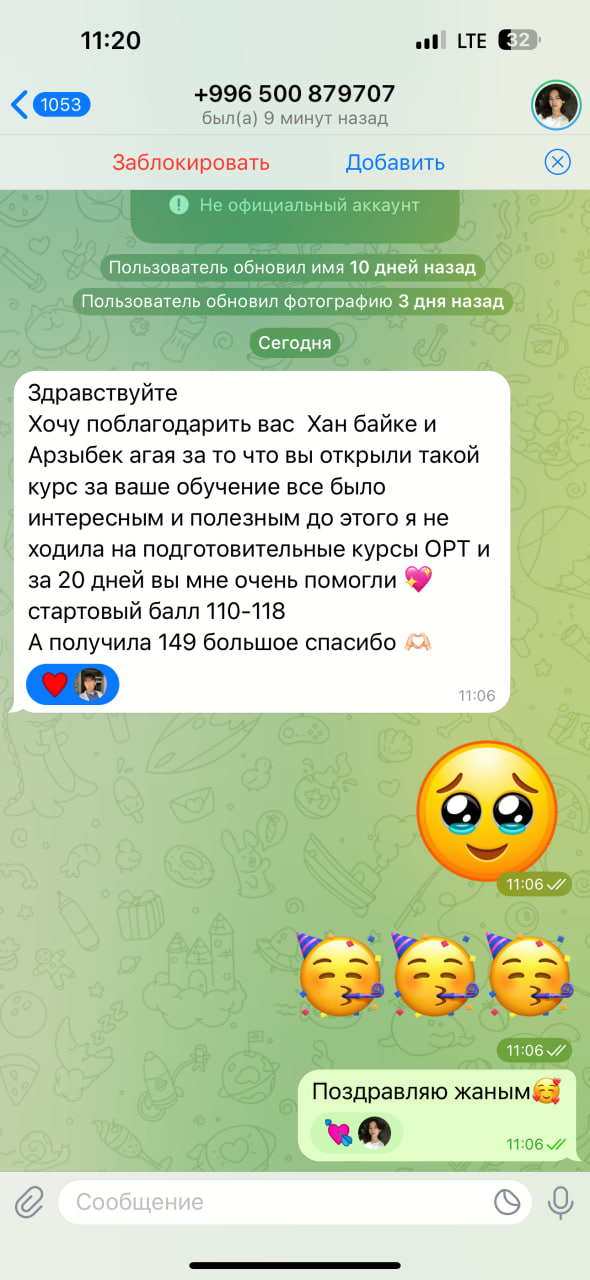 11:20
LTE
32
1053
+996 500 879707
был(а) 9 минут назад
Заблокировать
Добавить
Не официальный аккаунт
Пользователь обновил имя 10 дней назад
Пользователь обновил фотографию 3 дня назад
Сегодня
Здравствуйте
Хочу поблагодарить вас  Хан байке и
Арзыбек агая за то что вы открыли такой
курс за ваше обучение все было
интересным и полезным до этого я не
ходила на подготовительные курсы ОРТ и
за 20 дней вы мне очень помогли 💖
стартовый балл 110-118
А получила 149 большое спасибо 🫶🏻
11:06
11:06
11:06
Поздравляю жаным🥰
11:06
Сообщение